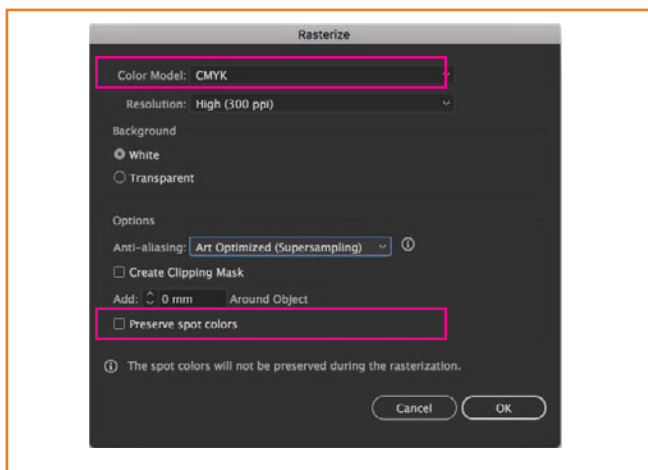 Rasterize
Color Model: CMYK
Resolution: High (300 ppi)
Background
White
Transparent
Options
Anti-aliasing: Art Optimized (Supersampling)
Create Clipping Mask
Add: 0 mm Around Object
Preserve spot colors
The spot colors will not be preserved during the rasterization.
Cancel OK